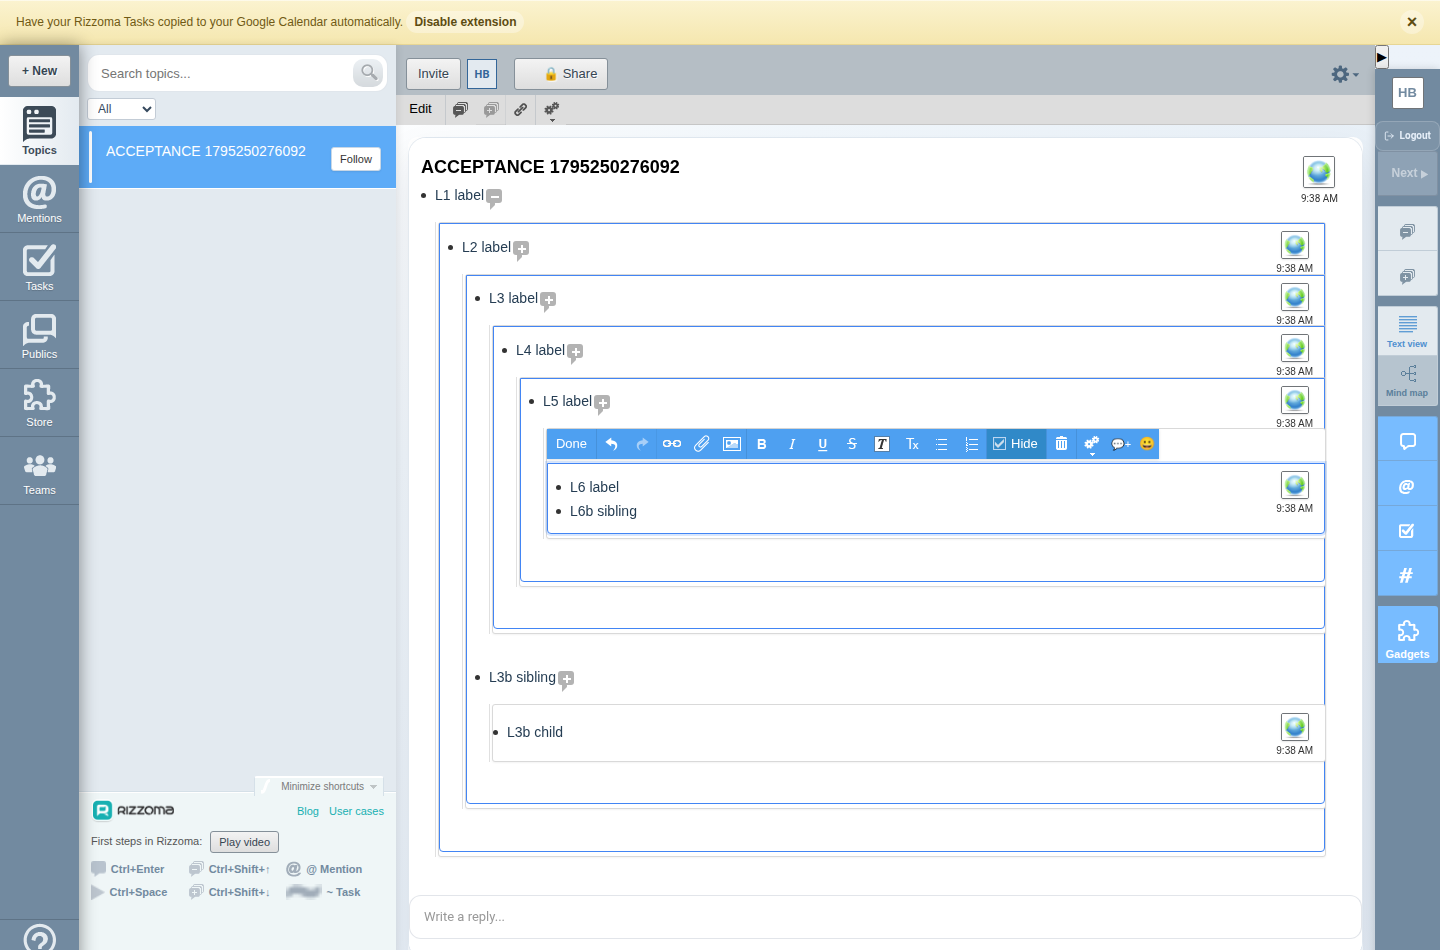 Have your Rizzoma Tasks copied to your Google Calendar automatically. Disable extension ×
+ New
Search topics...
All
Topics
Mentions
Tasks
Publics
Store
Teams
ACCEPTANCE 1795250276092
Follow
Minimize shortcuts
RIZZOMA
Blog User cases
First steps in Rizzoma: Play video
Ctrl+Enter Ctrl+Shift+↑ @ Mention
Ctrl+Space Ctrl+Shift+↓ ~ Task
Invite HB 🔒 Share
Edit
ACCEPTANCE 1795250276092
9:38 AM
L1 label
L2 label
9:38 AM
L3 label
9:38 AM
L4 label
9:38 AM
L5 label
9:38 AM
Done B I U S T Tx Hide
L6 label
L6b sibling
9:38 AM
L3b sibling
L3b child
9:38 AM
Write a reply...
HB
Logout
Next ▶
Text view
Mind map
@
#
Gadgets